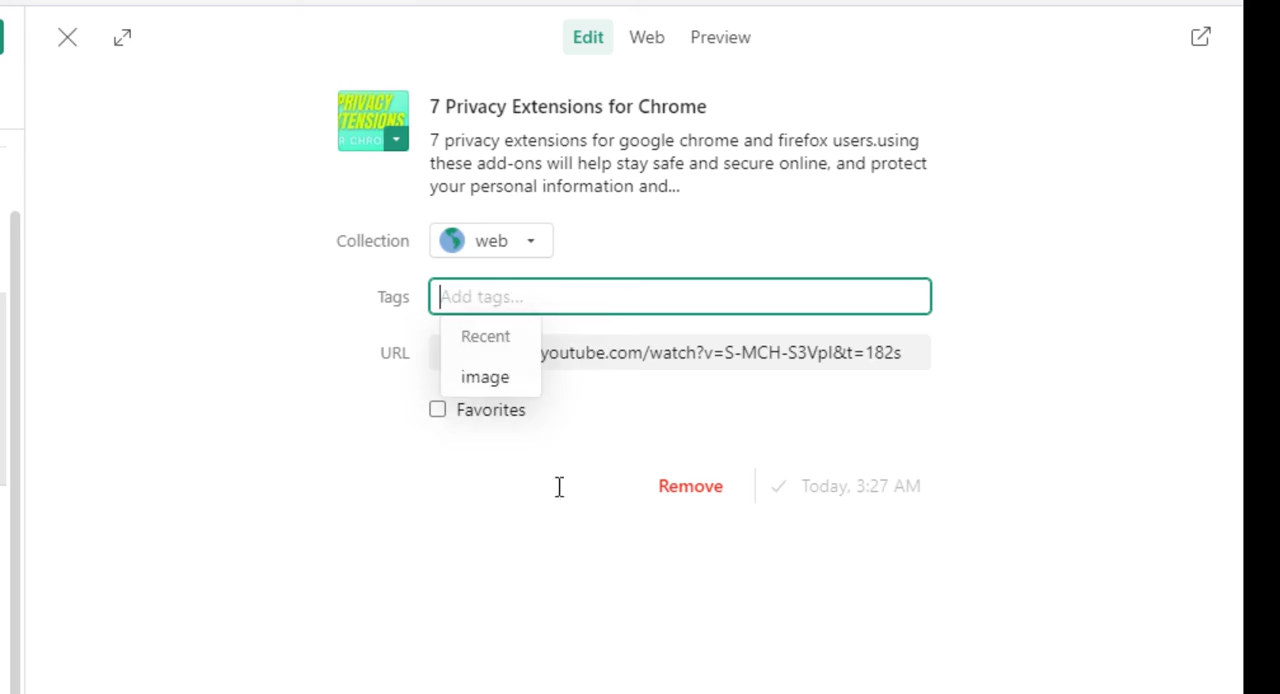 Edit Web Preview
PRIVACY
TENSIONS
R CHRO
7 Privacy Extensions for Chrome
7 privacy extensions for google chrome and firefox users.using
these add-ons will help stay safe and secure online, and protect
your personal information and...
Collection web
Tags Add tags...
Recent
URL youtube.com/watch?v=S-MCH-S3VpI&t=182s
image
Favorites
Remove Today, 3:27 AM